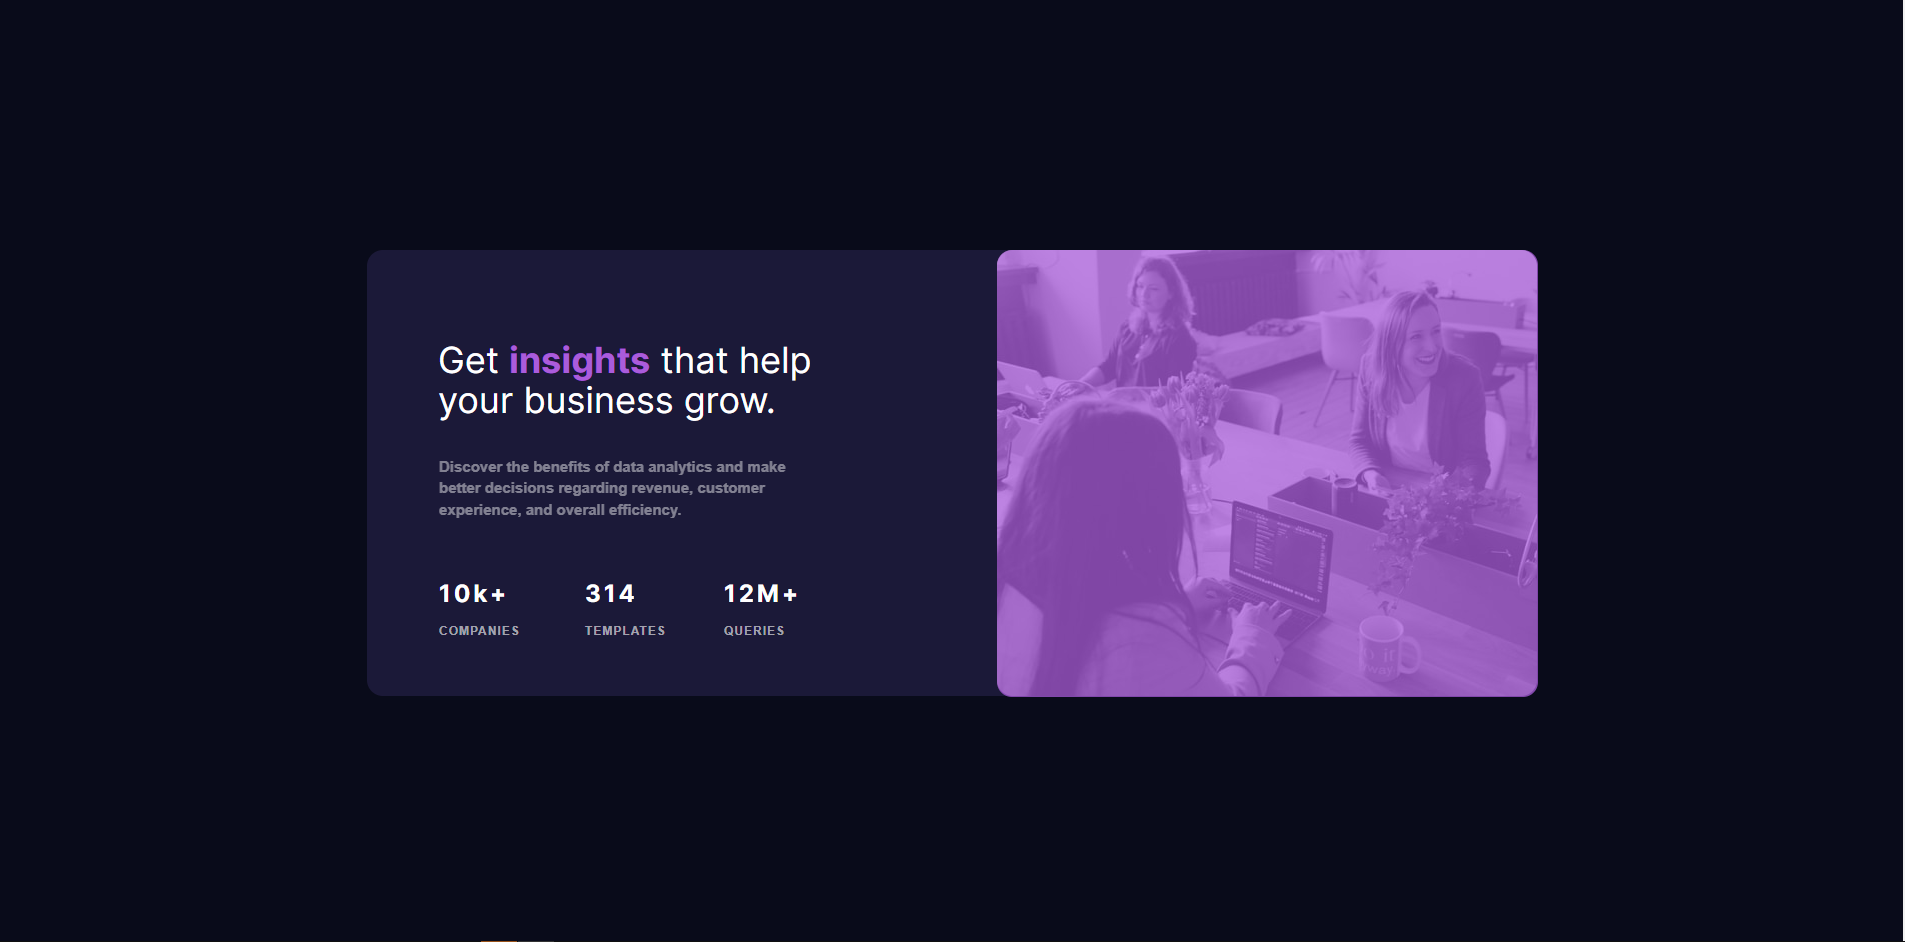 Get insights that help
your business grow.
Discover the benefits of data analytics and make
better decisions regarding revenue, customer
experience, and overall efficiency.
10k+ 314 12M+
COMPANIES TEMPLATES QUERIES